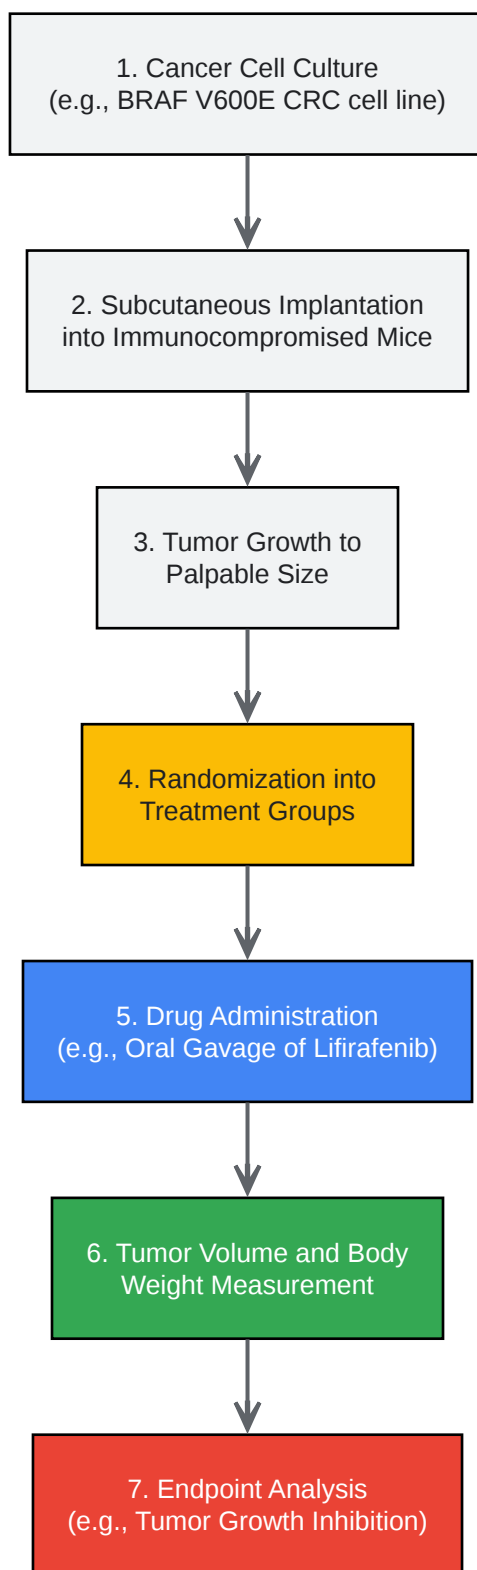 1. Cancer Cell Culture
(e.g., BRAF V600E CRC cell line)
2. Subcutaneous Implantation
into Immunocompromised Mice
3. Tumor Growth to
Palpable Size
4. Randomization into
Treatment Groups
5. Drug Administration
(e.g., Oral Gavage of Lifirafenib)
6. Tumor Volume and Body
Weight Measurement
7. Endpoint Analysis
(e.g., Tumor Growth Inhibition)